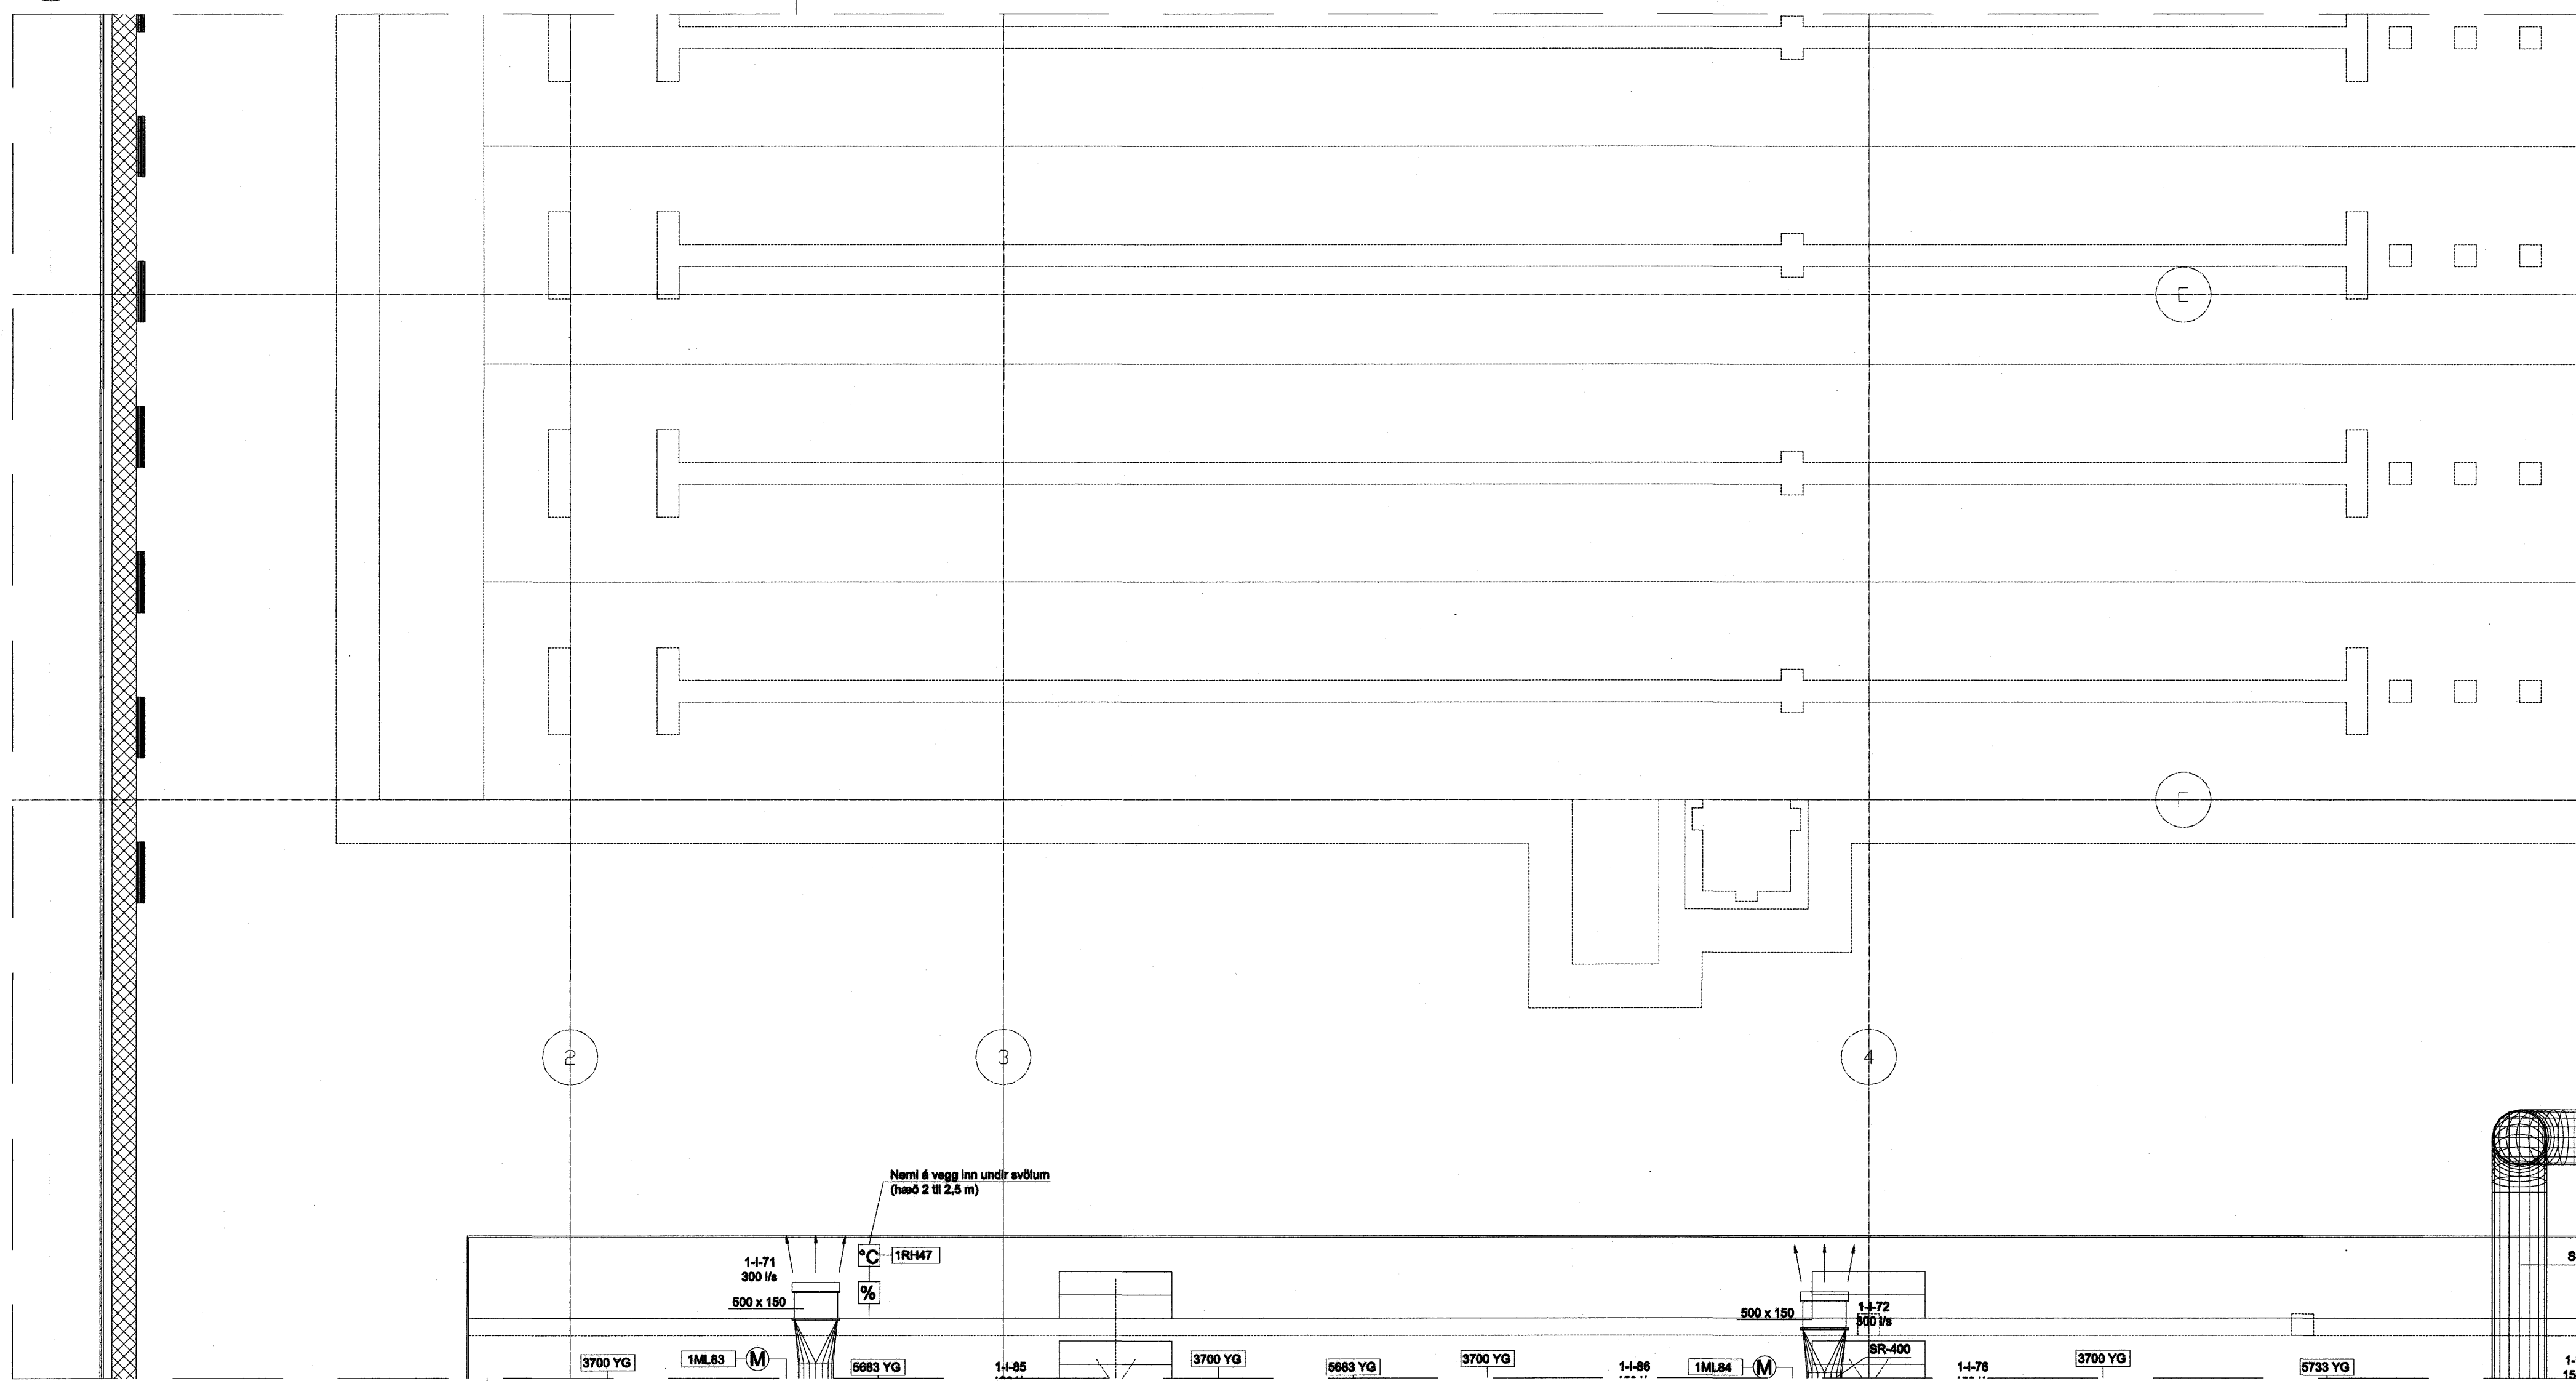 E
F
2
3
4
Nemi á vegg inn undir svölum
(hæð 2 til 2,5 m)
°C
1RH47
%
1-I-71
300 l/s
500 x 150
500 x 150
1-I-72
300 l/s
SR-400
3700 YG
1ML83
M
5683 YG
1-I-85
3700 YG
5683 YG
3700 YG
1-I-86
1ML84
M
1-I-76
3700 YG
5733 YG